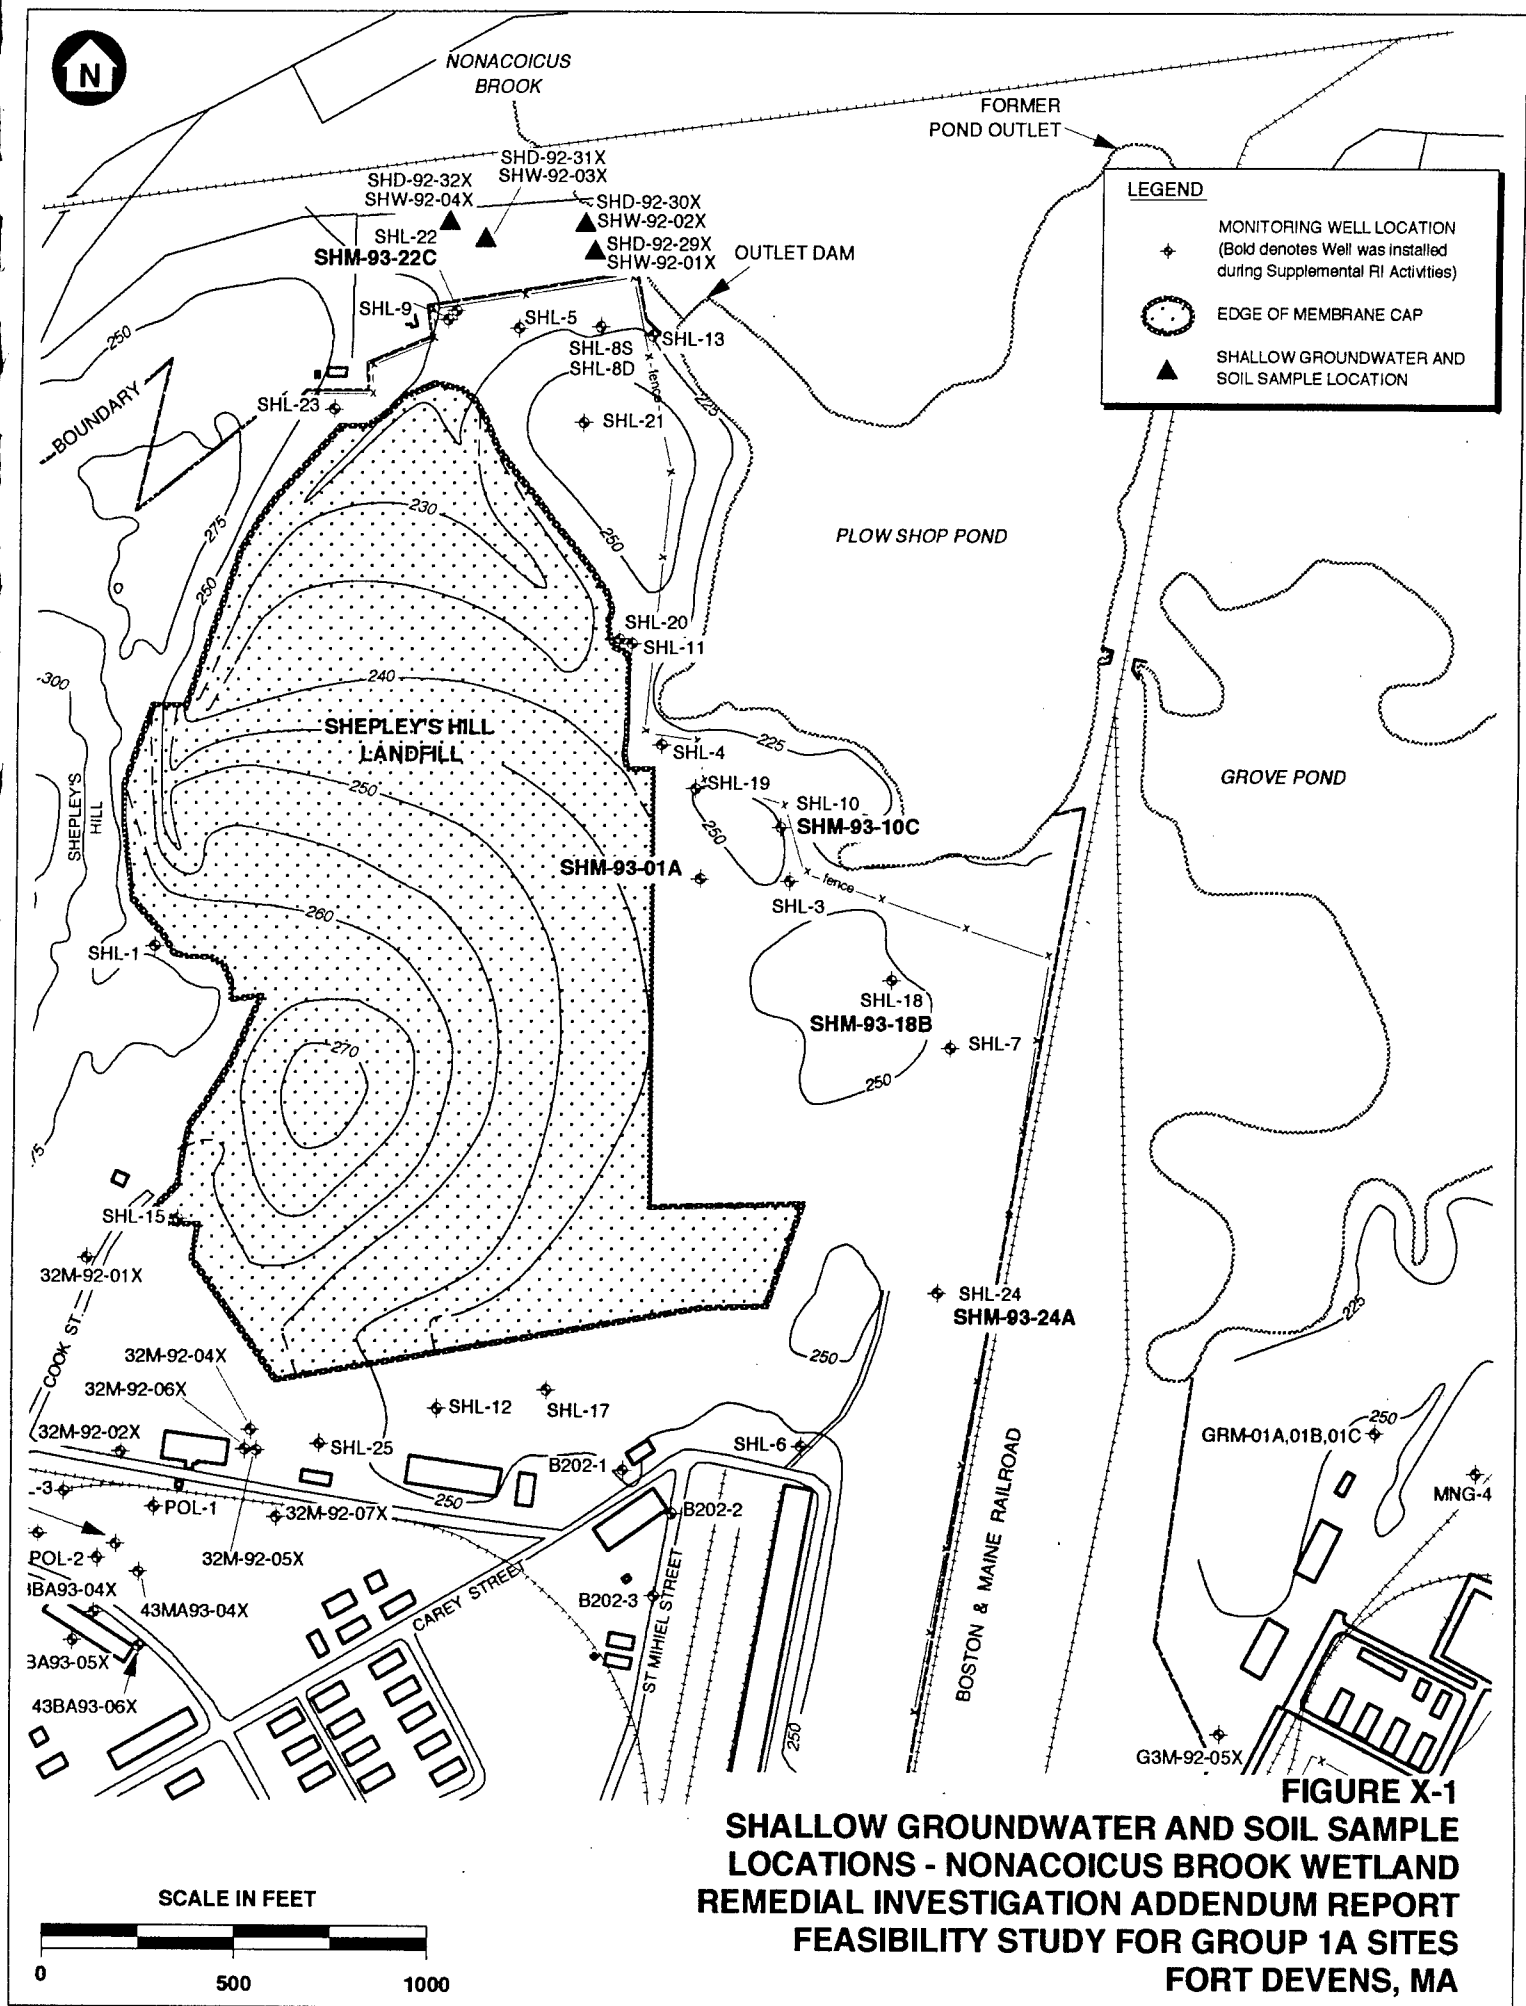 N
NONACOICUS
BROOK
FORMER
POND OUTLET
SHD-92-31X
SHW-92-03X
SHD-92-32X
SHW-92-04X
SHD-92-30X
SHW-92-02X
SHL-22
SHM-93-22C
SHD-92-29X
SHW-92-01X
OUTLET DAM
LEGEND
MONITORING WELL LOCATION
(Bold denotes Well was installed
during Supplemental RI Activities)
EDGE OF MEMBRANE CAP
SHALLOW GROUNDWATER AND
SOIL SAMPLE LOCATION
SHL-9
SHL-5
SHL-8S
SHL-8D
SHL-13
250
fence
225
BOUNDARY
SHL-23
SHL-21
230
275
250
250
PLOW SHOP POND
SHL-20
SHL-11
300
240
SHEPLEY'S HILL
LANDFILL
SHL-4
225
GROVE POND
SHL-19
250
SHEPLEY'S
HILL
SHL-10
SHM-93-10C
250
SHM-93-01A
fence
SHL-3
260
SHL-1
SHL-18
SHM-93-18B
SHL-7
270
250
SHL-15
32M-92-01X
SHL-24
SHM-93-24A
225
COOK ST.
250
32M-92-04X
32M-92-06X
32M-92-02X
SHL-12
SHL-17
SHL-25
SHL-6
250
GRM-01A,01B,01C
B202-1
-3
POL-1
250
32M-92-07X
B202-2
MNG-4
POL-2
32M-92-05X
BA93-04X
43MA93-04X
CAREY STREET
B202-3
ST MIHIEL STREET
BOSTON & MAINE RAILROAD
BA93-05X
43BA93-06X
250
G3M-92-05X
FIGURE X-1
SHALLOW GROUNDWATER AND SOIL SAMPLE
LOCATIONS - NONACOICUS BROOK WETLAND
REMEDIAL INVESTIGATION ADDENDUM REPORT
FEASIBILITY STUDY FOR GROUP 1A SITES
FORT DEVENS, MA
SCALE IN FEET
0 500 1000